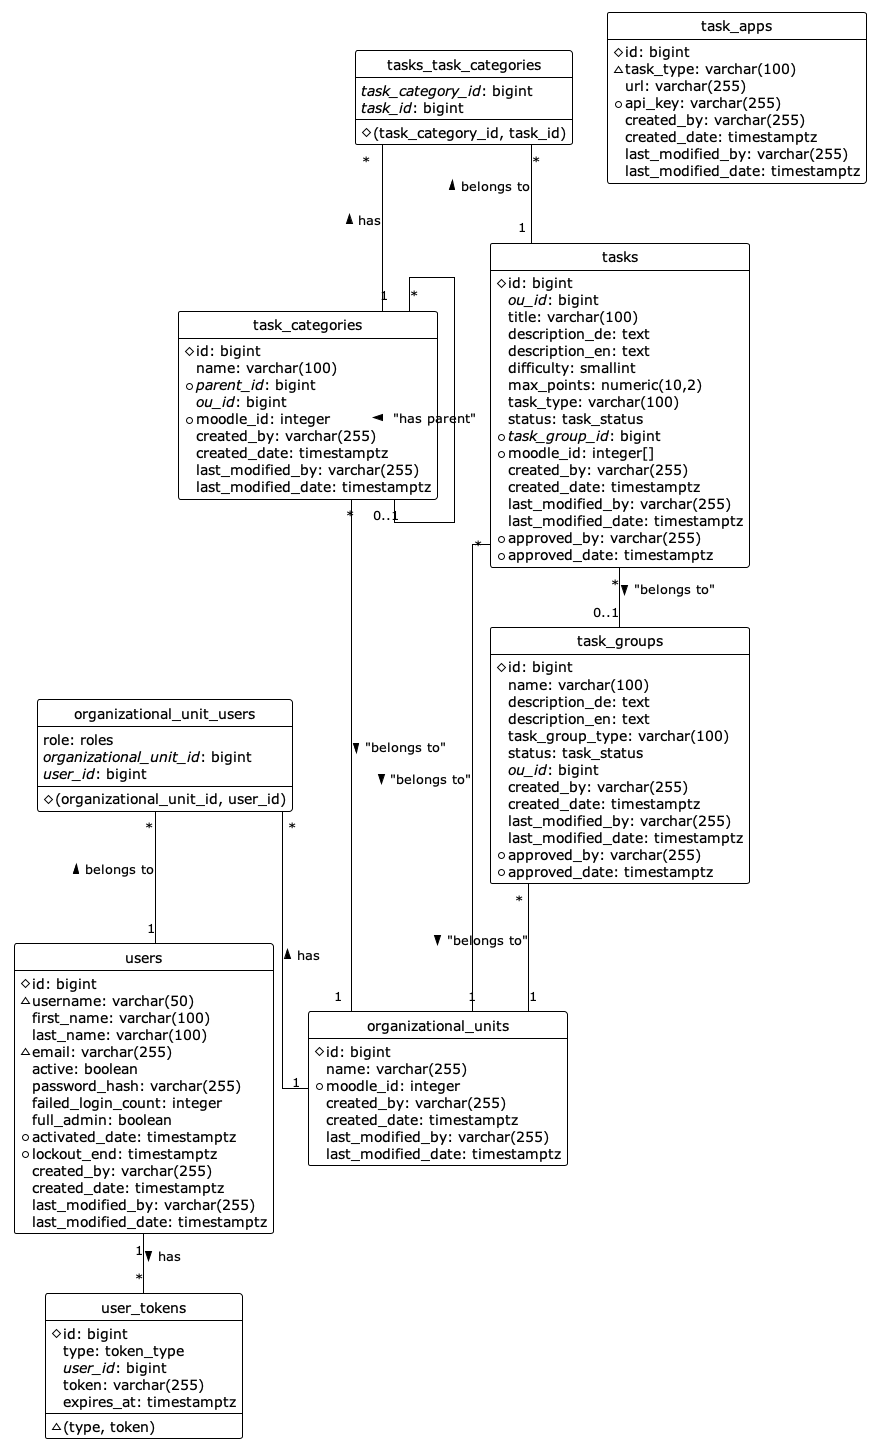 task_apps
id: bigint
task_type: varchar(100)
url: varchar(255)
api_key: varchar(255)
created_by: varchar(255)
created_date: timestamptz
last_modified_by: varchar(255)
last_modified_date: timestamptz
tasks_task_categories
task_category_id: bigint
task_id: bigint
(task_category_id, task_id)
*
*
belongs to
has
1
1
*
tasks
id: bigint
ou_id: bigint
title: varchar(100)
description_de: text
description_en: text
difficulty: smallint
max_points: numeric(10,2)
task_type: varchar(100)
status: task_status
task_group_id: bigint
moodle_id: integer[]
created_by: varchar(255)
created_date: timestamptz
last_modified_by: varchar(255)
last_modified_date: timestamptz
approved_by: varchar(255)
approved_date: timestamptz
task_categories
id: bigint
name: varchar(100)
parent_id: bigint
ou_id: bigint
moodle_id: integer
created_by: varchar(255)
created_date: timestamptz
last_modified_by: varchar(255)
last_modified_date: timestamptz
"has parent"
*
0..1
*
*
"belongs to"
0..1
task_groups
id: bigint
name: varchar(100)
description_de: text
description_en: text
task_group_type: varchar(100)
status: task_status
ou_id: bigint
created_by: varchar(255)
created_date: timestamptz
last_modified_by: varchar(255)
last_modified_date: timestamptz
approved_by: varchar(255)
approved_date: timestamptz
organizational_unit_users
role: roles
organizational_unit_id: bigint
user_id: bigint
(organizational_unit_id, user_id)
"belongs to"
"belongs to"
*
*
belongs to
*
"belongs to"
1
has
1
1
1
1
users
id: bigint
username: varchar(50)
first_name: varchar(100)
last_name: varchar(100)
email: varchar(255)
active: boolean
password_hash: varchar(255)
failed_login_count: integer
full_admin: boolean
activated_date: timestamptz
lockout_end: timestamptz
created_by: varchar(255)
created_date: timestamptz
last_modified_by: varchar(255)
last_modified_date: timestamptz
organizational_units
id: bigint
name: varchar(255)
moodle_id: integer
created_by: varchar(255)
created_date: timestamptz
last_modified_by: varchar(255)
last_modified_date: timestamptz
1
has
*
user_tokens
id: bigint
type: token_type
user_id: bigint
token: varchar(255)
expires_at: timestamptz
(type, token)